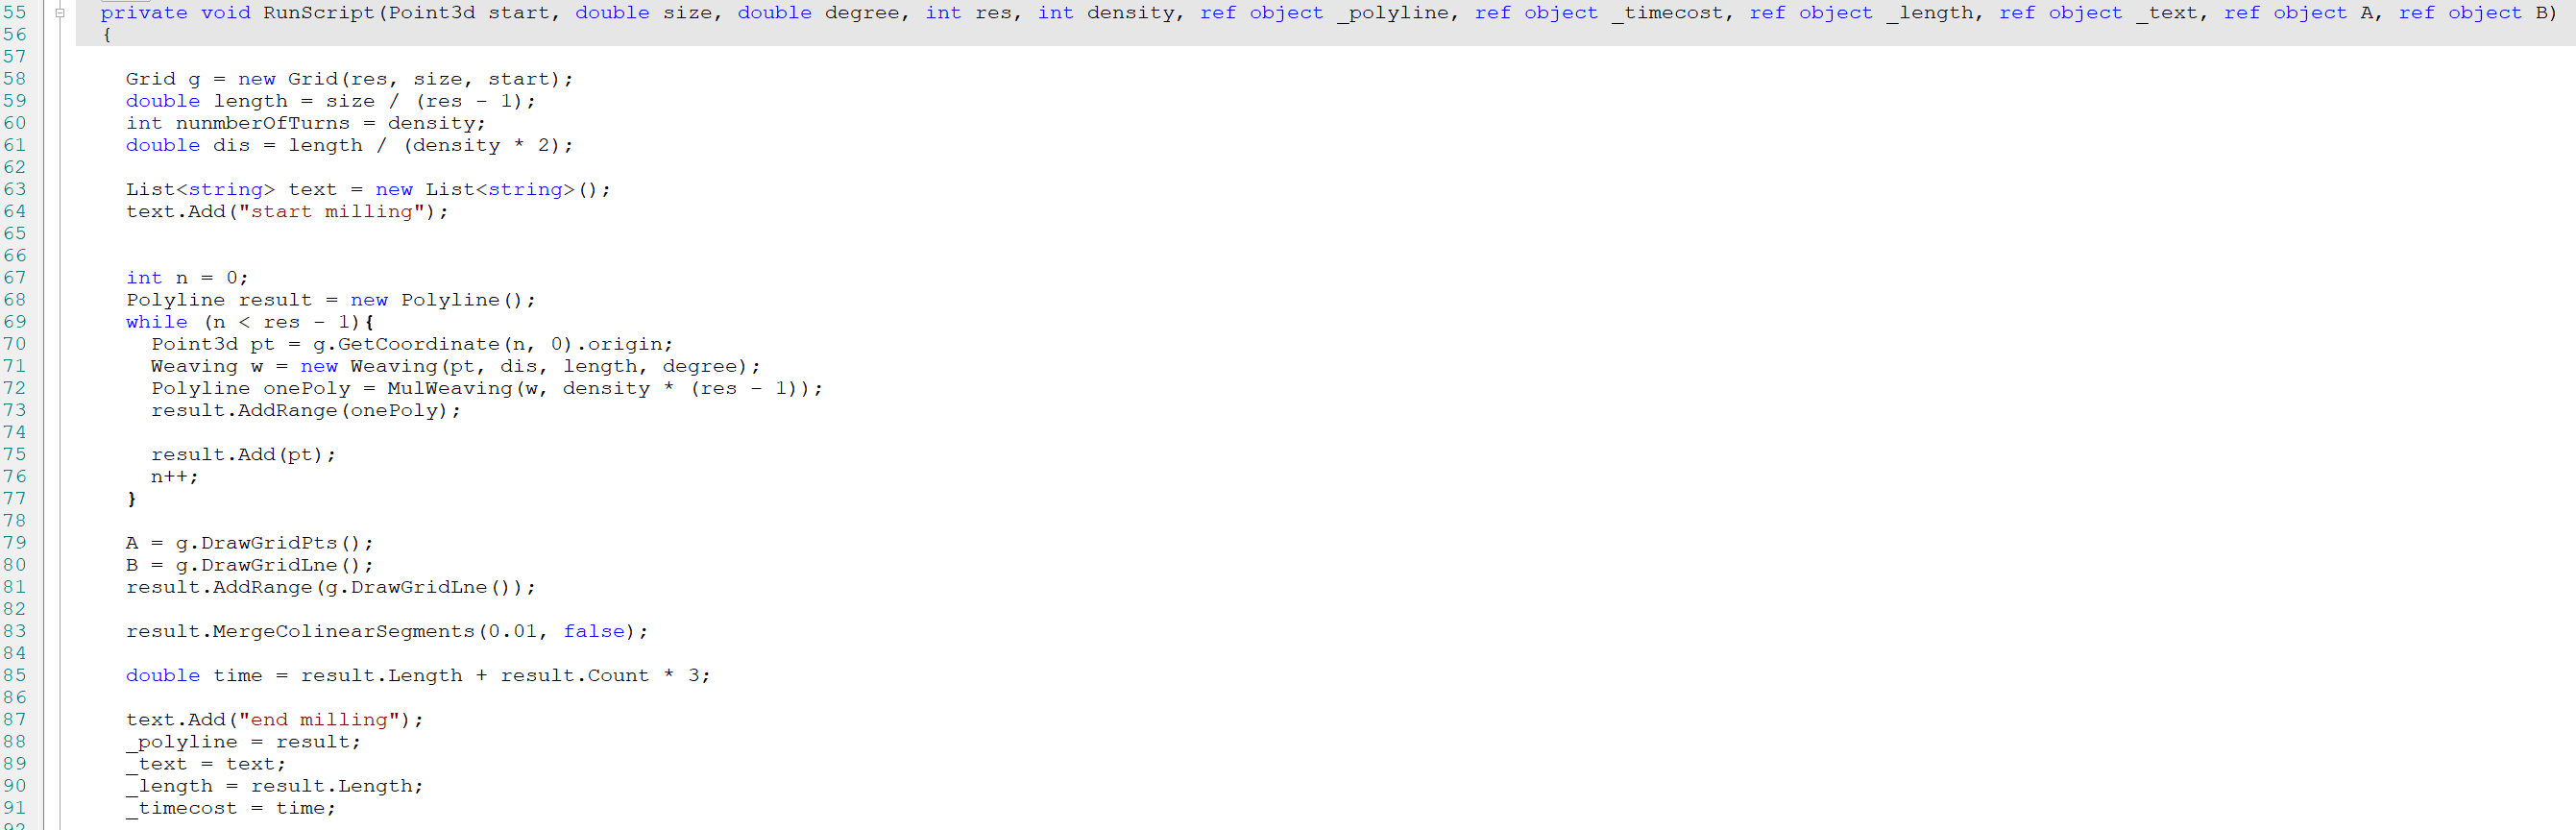 55 private void RunScript(Point3d start, double size, double degree, int res, int density, ref object _polyline, ref object _timecost, ref object _length, ref object _text, ref object A, ref object B)
56 {
57
58 Grid g = new Grid(res, size, start);
59 double length = size / (res - 1);
60 int nunmberOfTurns = density;
61 double dis = length / (density * 2);
62
63 List<string> text = new List<string>();
64 text.Add("start milling");
65
66
67 int n = 0;
68 Polyline result = new Polyline();
69 while (n < res - 1){
70 Point3d pt = g.GetCoordinate(n, 0).origin;
71 Weaving w = new Weaving(pt, dis, length, degree);
72 Polyline onePoly = MulWeaving(w, density * (res - 1));
73 result.AddRange(onePoly);
74
75 result.Add(pt);
76 n++;
77 }
78
79 A = g.DrawGridPts();
80 B = g.DrawGridLne();
81 result.AddRange(g.DrawGridLne());
82
83 result.MergeColinearSegments(0.01, false);
84
85 double time = result.Length + result.Count * 3;
86
87 text.Add("end milling");
88 _polyline = result;
89 _text = text;
90 _length = result.Length;
91 _timecost = time;
92